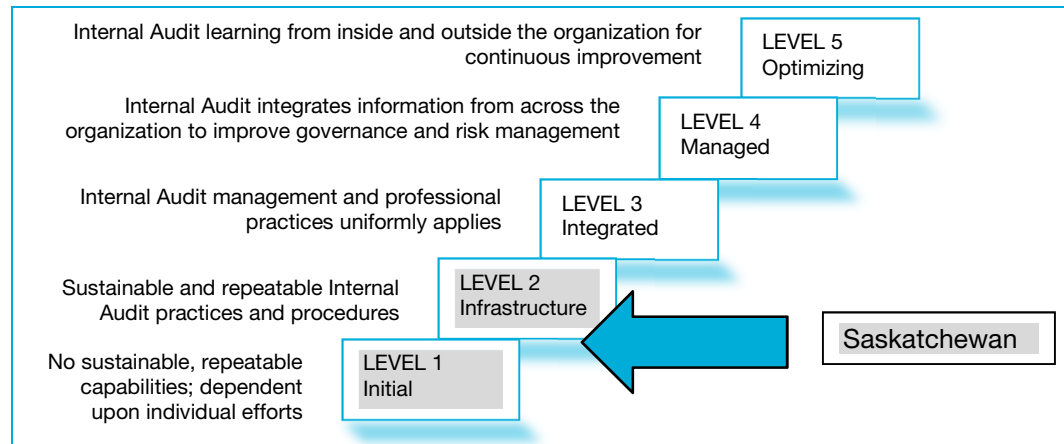 Internal Audit learning from inside and outside the organization for
continuous improvement
LEVEL 5
Optimizing
Internal Audit integrates information from across the
organization to improve governance and risk management
LEVEL 4
Managed
Internal Audit management and professional
practices uniformly applies
LEVEL 3
Integrated
Sustainable and repeatable Internal
Audit practices and procedures
LEVEL 2
Infrastructure
Saskatchewan
No sustainable, repeatable
capabilities; dependent
upon individual efforts
LEVEL 1
Initial